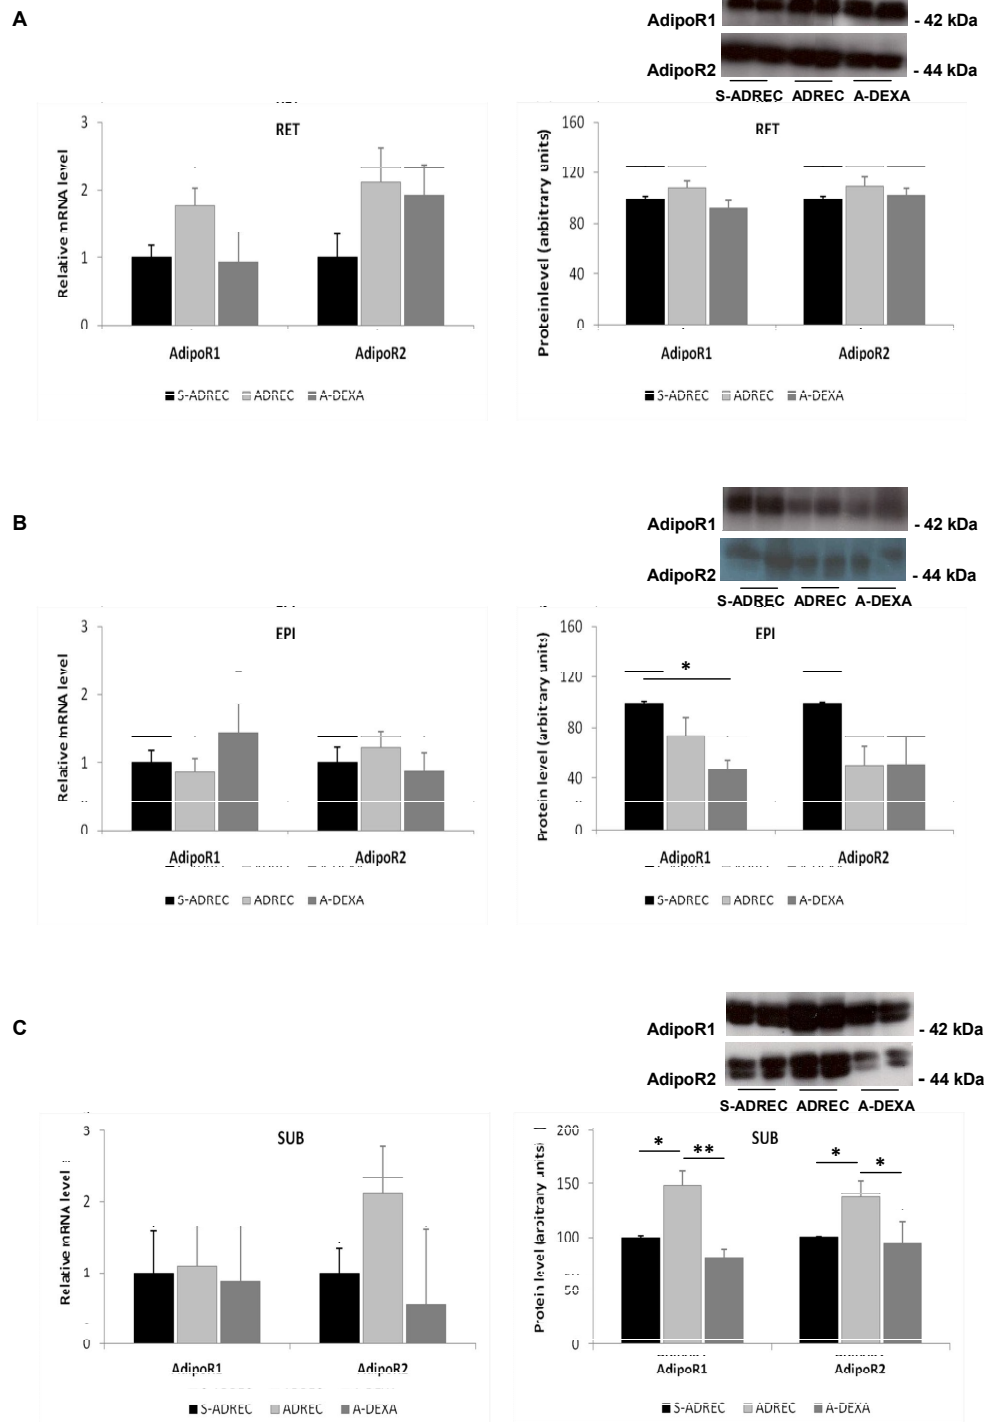 A
AdipoR1 - 42 kDa
AdipoR2 - 44 kDa
S-ADREC ADREC A-DEXA
RET
Relative mRNA level
3
2
1
0
AdipoR1 AdipoR2
S-ADREC ADREC A-DEXA
RET
Protein level (arbitrary units)
160
120
80
40
0
AdipoR1 AdipoR2
S-ADREC ADREC A-DEXA
B
AdipoR1 - 42 kDa
AdipoR2 - 44 kDa
S-ADREC ADREC A-DEXA
EPI
Relative mRNA level
3
2
1
0
AdipoR1 AdipoR2
S-ADREC ADREC A-DEXA
EPI
Protein level (arbitrary units)
160
120
80
40
0
*
AdipoR1 AdipoR2
S-ADREC ADREC A-DEXA
C
AdipoR1 - 42 kDa
AdipoR2 - 44 kDa
S-ADREC ADREC A-DEXA
SUB
Relative mRNA level
3
2
1
0
AdipoR1 AdipoR2
S-ADREC ADREC A-DEXA
SUB
Protein level (arbitrary units)
200
150
100
50
0
* ** * *
AdipoR1 AdipoR2
S-ADREC ADREC A-DEXA